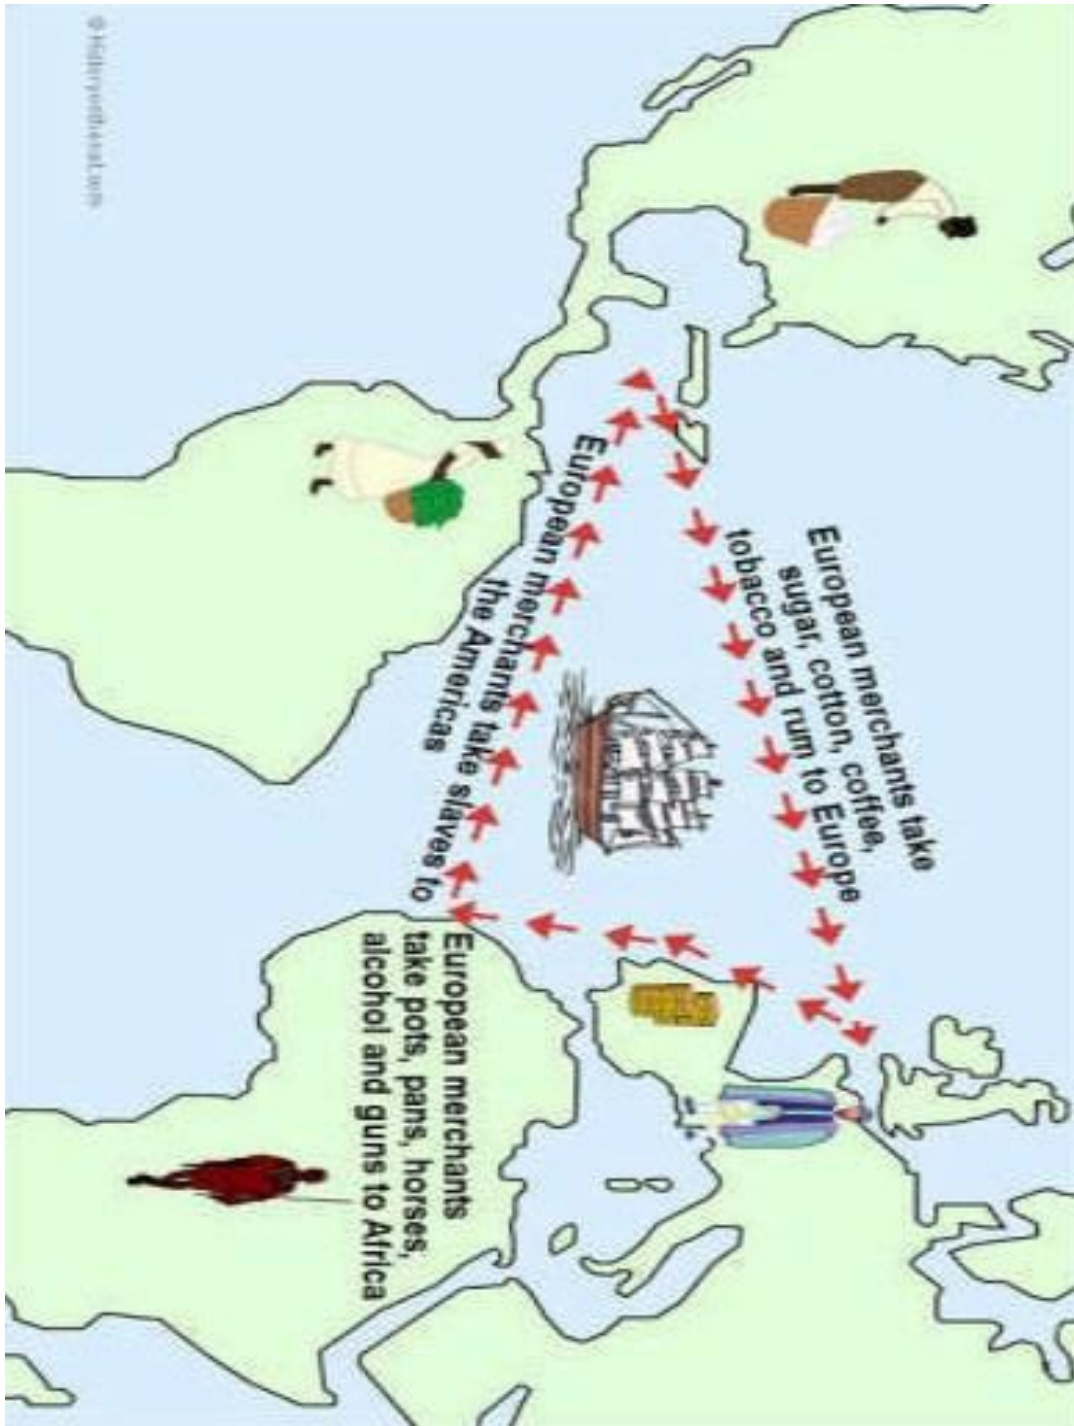 European merchants take
sugar, cotton, coffee,
tobacco and rum to Europe
European merchants take slaves to
the Americas
European merchants
take pots, pans, horses,
alcohol and guns to Africa